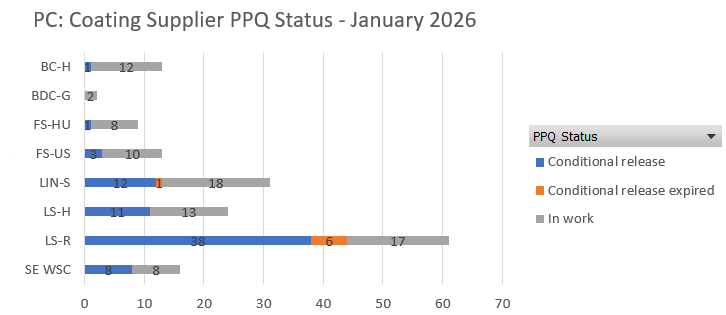 PC: Coating Supplier PPQ Status - January 2026
BC-H 1 12
BDC-G 2
FS-HU 1 8
FS-US 3 10
LIN-S 12 1 18
LS-H 11 13
LS-R 38 6 17
SE WSC 8 8
0 10 20 30 40 50 60 70
PPQ Status
Conditional release
Conditional release expired
In work